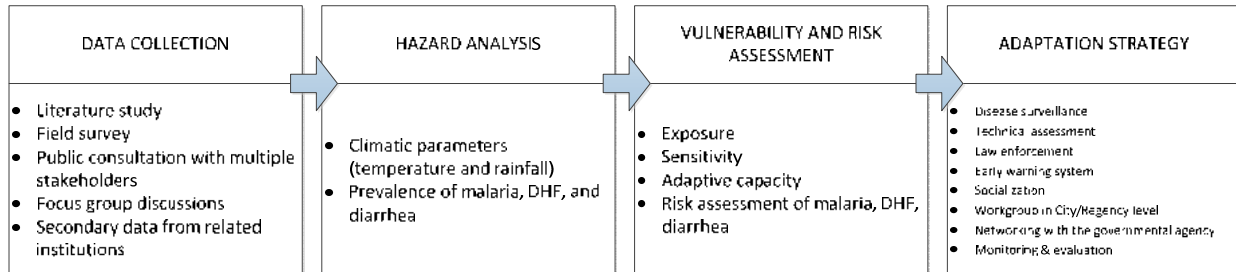 DATA COLLECTION
Literature study
Field survey
Public consultation with multiple
stakeholders
Focus group discussions
Secondary data from related
institutions
HAZARD ANALYSIS
Climatic parameters
(temperature and rainfall)
Prevalence of malaria, DHF, and
diarrhea
VULNERABILITY AND RISK
ASSESSMENT
Exposure
Sensitivity
Adaptive capacity
Risk assessment of malaria, DHF,
diarrhea
ADAPTATION STRATEGY
Disease surveillance
Technical assessment
Law enforcement
Early warning system
Socialization
Workgroup in City/Regency level
Networking with the governmental agency
Monitoring & evaluation